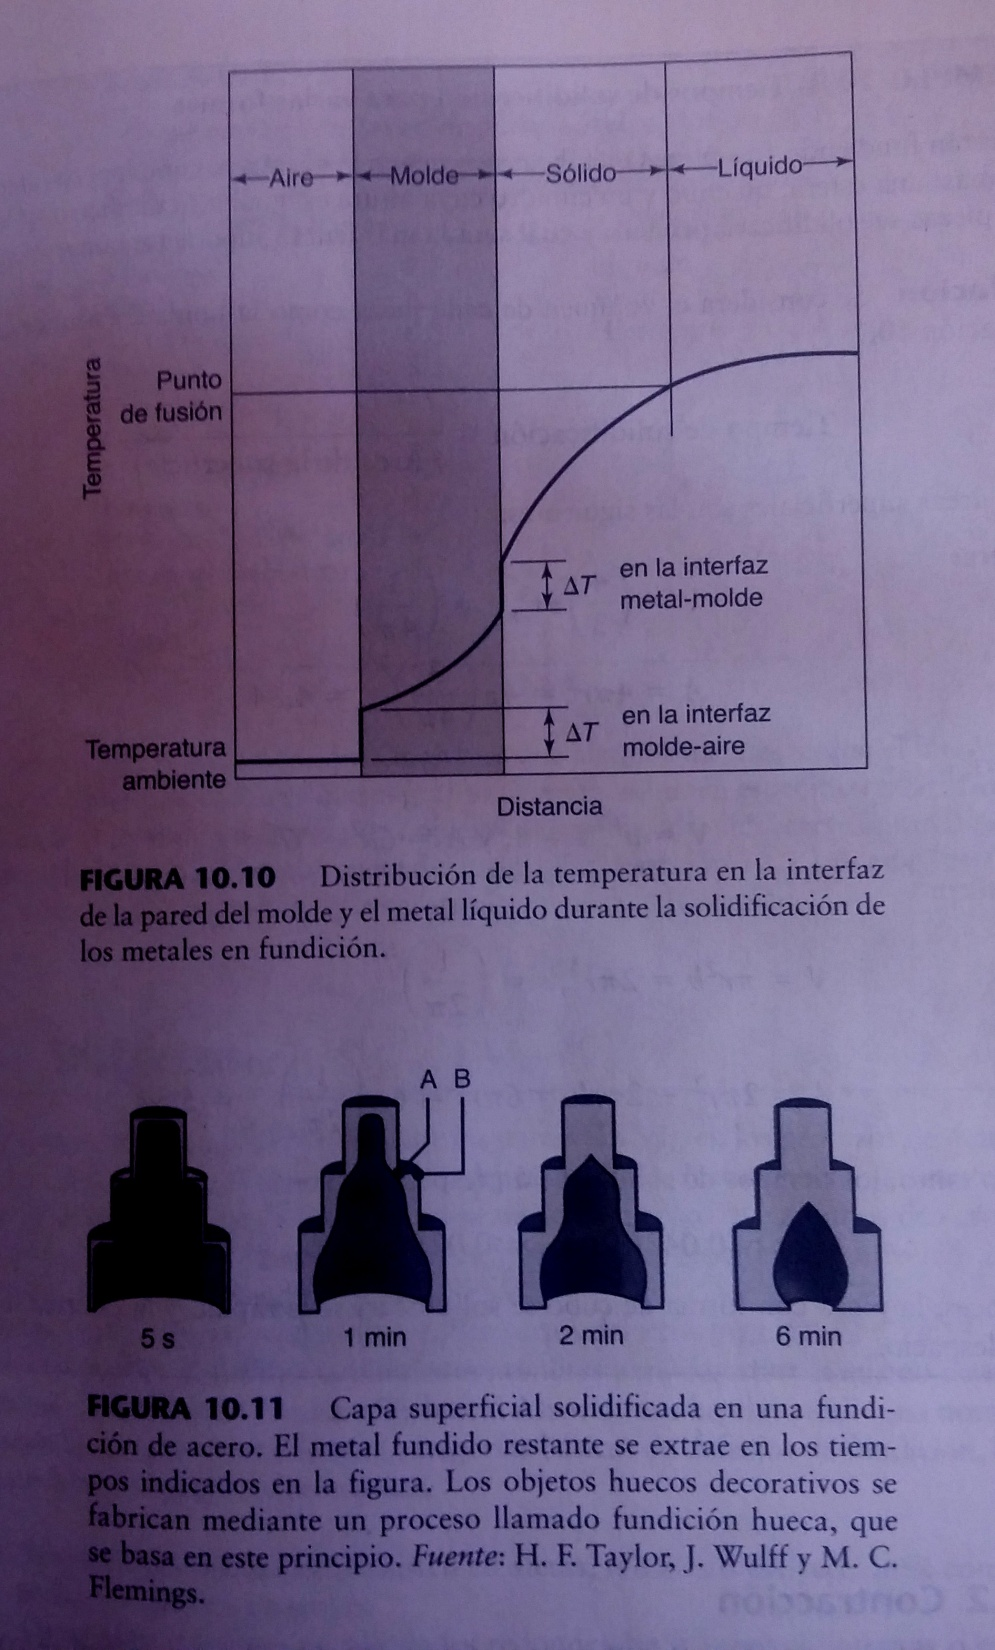 Aire Molde Sólido Líquido
Temperatura
Punto
de fusión
ΔT en la interfaz
metal-molde
ΔT en la interfaz
molde-aire
Temperatura
ambiente
Distancia
FIGURA 10.10 Distribución de la temperatura en la interfaz
de la pared del molde y el metal líquido durante la solidificación de
los metales en fundición.
A B
5 s 1 min 2 min 6 min
FIGURA 10.11 Capa superficial solidificada en una fundi-
ción de acero. El metal fundido restante se extrae en los tiem-
pos indicados en la figura. Los objetos huecos decorativos se
fabrican mediante un proceso llamado fundición hueca, que
se basa en este principio. Fuente: H. F. Taylor, J. Wulff y M. C.
Flemings.